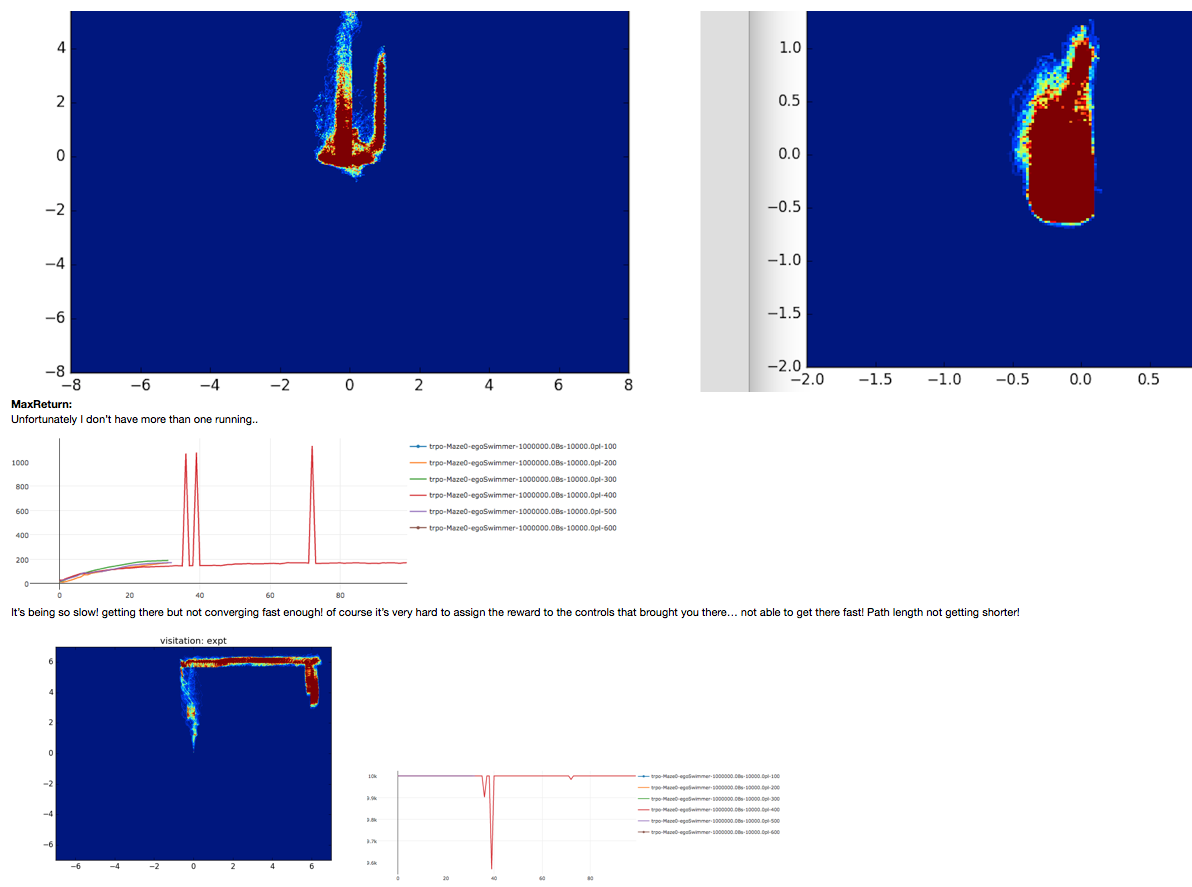 4
2
0
−2
−4
−6
−8
−8 −6 −4 −2 0 2 4 6 8
1.0
0.5
0.0
−0.5
−1.0
−1.5
−2.0
−2.0 −1.5 −1.0 −0.5 0.0 0.5
MaxReturn:
Unfortunately I don't have more than one running..
1000
800
600
400
200
0
0 20 40 60 80
trpo-Maze0-egoSwimmer-1000000.0Bs-10000.0pl-100
trpo-Maze0-egoSwimmer-1000000.0Bs-10000.0pl-200
trpo-Maze0-egoSwimmer-1000000.0Bs-10000.0pl-300
trpo-Maze0-egoSwimmer-1000000.0Bs-10000.0pl-400
trpo-Maze0-egoSwimmer-1000000.0Bs-10000.0pl-500
trpo-Maze0-egoSwimmer-1000000.0Bs-10000.0pl-600
It's being so slow! getting there but not converging fast enough! of course it's very hard to assign the reward to the controls that brought you there… not able to get there fast! Path length not getting shorter!
visitation: expt
6
4
2
0
−2
−4
−6
−6 −4 −2 0 2 4 6
10k
9.9k
9.8k
9.7k
9.6k
0 20 40 60 80
trpo-Maze0-egoSwimmer-1000000.0Bs-10000.0pl-100
trpo-Maze0-egoSwimmer-1000000.0Bs-10000.0pl-200
trpo-Maze0-egoSwimmer-1000000.0Bs-10000.0pl-300
trpo-Maze0-egoSwimmer-1000000.0Bs-10000.0pl-400
trpo-Maze0-egoSwimmer-1000000.0Bs-10000.0pl-500
trpo-Maze0-egoSwimmer-1000000.0Bs-10000.0pl-600